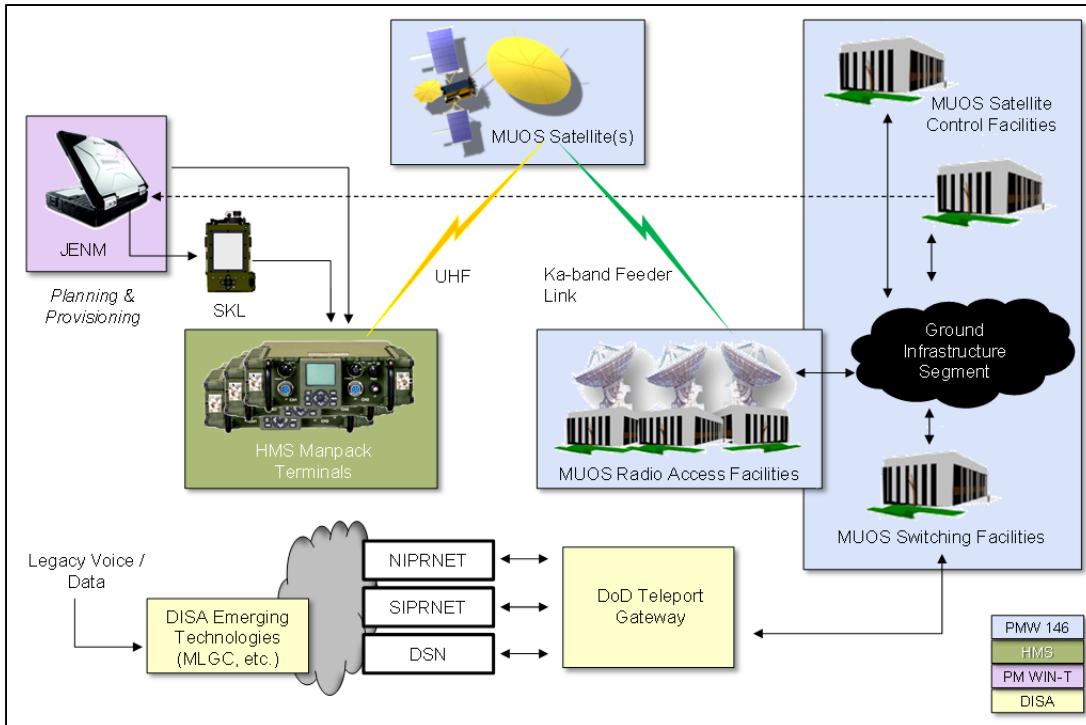 MUOS Satellite(s)
MUOS Satellite
Control Facilities
JENM
Planning &
Provisioning
SKL
UHF
Ka-band Feeder
Link
Ground
Infrastructure
Segment
HMS Manpack
Terminals
MUOS Radio Access Facilities
MUOS Switching Facilities
Legacy Voice /
Data
DISA Emerging
Technologies
(MLGC, etc.)
NIPRNET
SIPRNET
DSN
DoD Teleport
Gateway
PMW 146
HMS
PM WIN-T
DISA